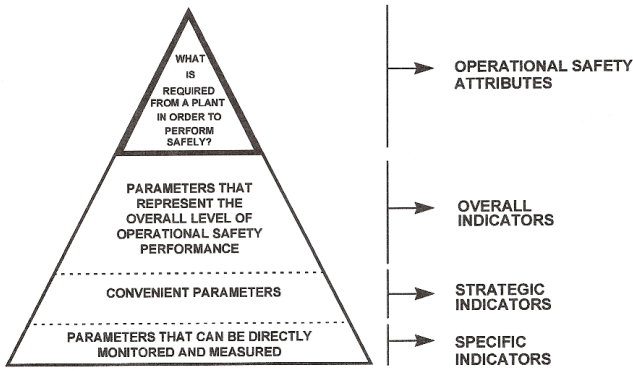 WHAT
IS
REQUIRED
FROM A PLANT
IN ORDER TO
PERFORM
SAFELY?
OPERATIONAL SAFETY
ATTRIBUTES
PARAMETERS THAT
REPRESENT THE
OVERALL LEVEL OF
OPERATIONAL SAFETY
PERFORMANCE
OVERALL
INDICATORS
CONVENIENT PARAMETERS
STRATEGIC
INDICATORS
PARAMETERS THAT CAN BE DIRECTLY
MONITORED AND MEASURED
SPECIFIC
INDICATORS